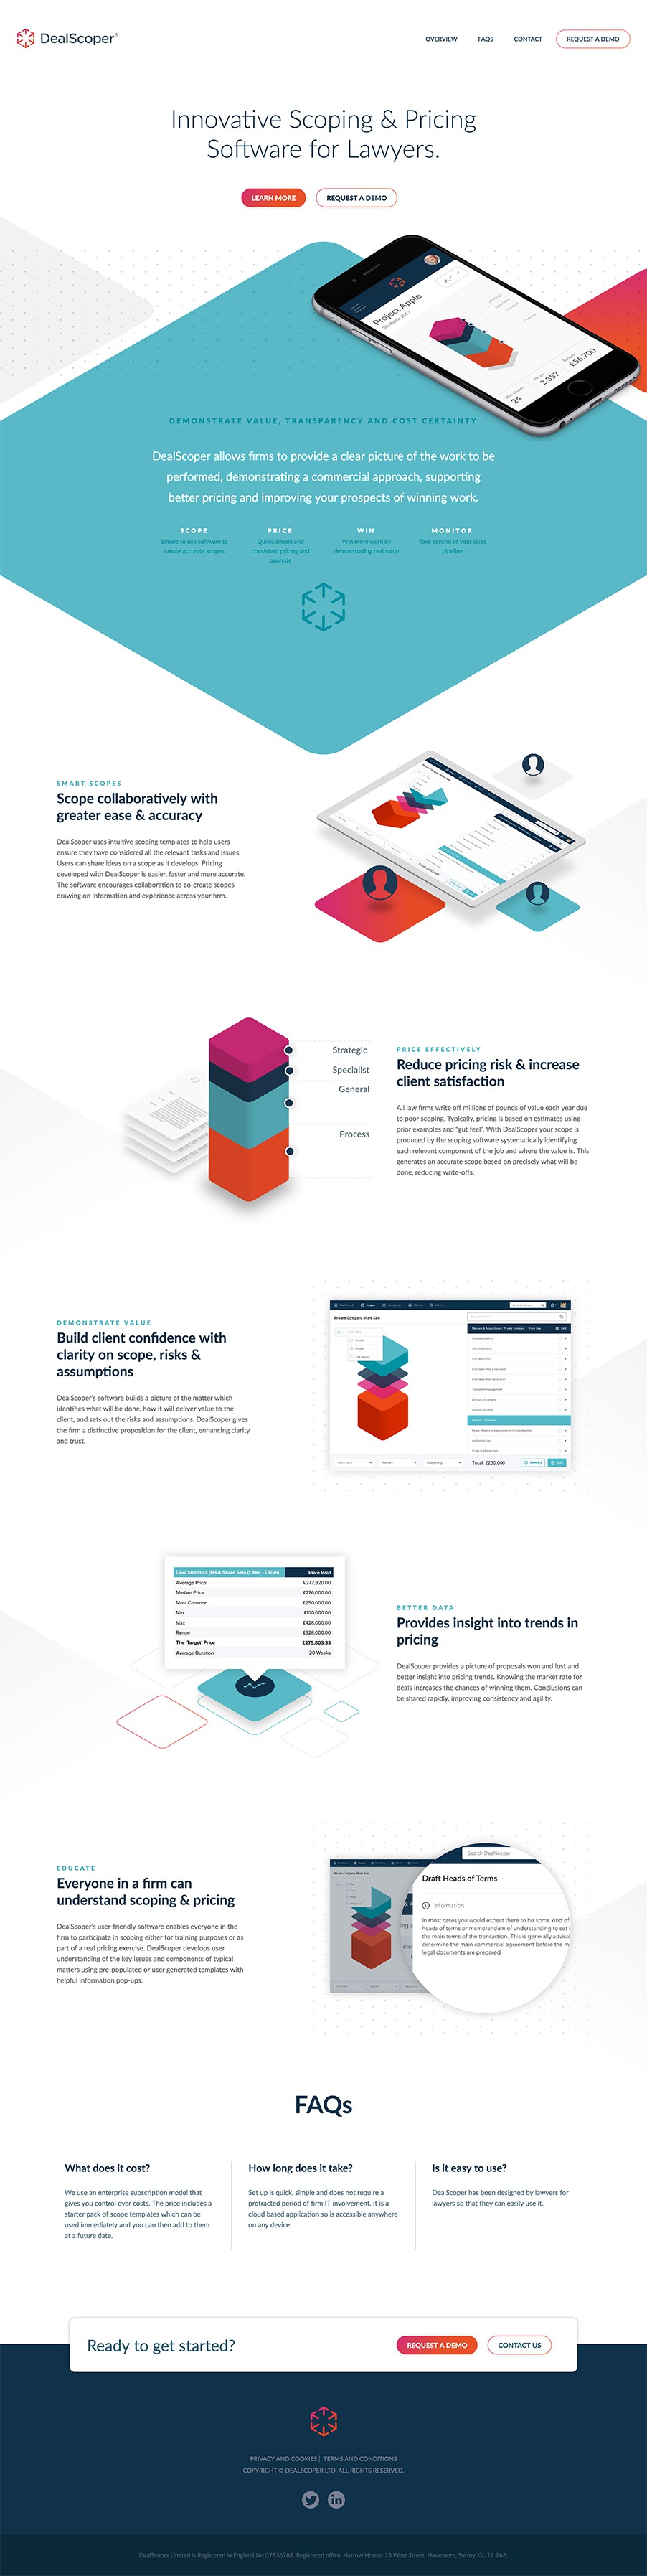 DealScoper®
OVERVIEW
FAQS
CONTACT
REQUEST A DEMO
Innovative Scoping & Pricing
Software for Lawyers.
LEARN MORE
REQUEST A DEMO
Project Apple
30 March 2017
24
2,357
£56,700
DEMONSTRATE VALUE, TRANSPARENCY AND COST CERTAINTY
DealScoper allows firms to provide a clear picture of the work to be
performed, demonstrating a commercial approach, supporting
better pricing and improving your prospects of winning work.
SCOPE
Simple to use software to
create accurate scopes
PRICE
Quick, simple and
consistent pricing and
analysis
WIN
Win more work by
demonstrating real value
MONITOR
Take control of your sales
pipeline
SMART SCOPES
Scope collaboratively with
greater ease & accuracy
DealScoper uses intuitive scoping templates to help users
ensure they have considered all the relevant tasks and issues.
Users can share ideas on a scope as it develops. Pricing
developed with DealScoper is easier, faster and more accurate.
The software encourages collaboration to co-create scopes
drawing on information and experience across your firm.
Strategic
Specialist
General
Process
PRICE EFFECTIVELY
Reduce pricing risk & increase
client satisfaction
All law firms write off millions of pounds of value each year due
to poor scoping. Typically, pricing is based on estimates using
prior examples and "gut feel". With DealScoper your scope is
produced by the scoping software systematically identifying
each relevant component of the job and where the value is. This
generates an accurate scope based on precisely what will be
done, reducing write-offs.
DEMONSTRATE VALUE
Build client confidence with
clarity on scope, risks &
assumptions
DealScoper's software builds a picture of the matter which
identifies what will be done, how it will deliver value to the
client, and sets out the risks and assumptions. DealScoper gives
the firm a distinctive proposition for the client, enhancing clarity
and trust.
Private Company Share Sale
Total: £250,000
Deal Statistics (M&A Share Sale (£10m - £50m) Price Paid
Average Price £272,820.00
Median Price £276,000.00
Most Common £250,000.00
Min £100,000.00
Max £428,000.00
Range £328,000.00
The 'Target' Price £275,803.33
Average Duration 20 Weeks
BETTER DATA
Provides insight into trends in
pricing
DealScoper provides a picture of proposals won and lost and
better insight into pricing trends. Knowing the market rate for
deals increases the chances of winning them. Conclusions can
be shared rapidly, improving consistency and agility.
EDUCATE
Everyone in a firm can
understand scoping & pricing
DealScoper's user-friendly software enables everyone in the
firm to participate in scoping either for training purposes or as
part of a real pricing exercise. DealScoper develops user
understanding of the key issues and components of typical
matters using pre-populated or user generated templates with
helpful information pop-ups.
Private Company Share Sale
Search DealScoper
Draft Heads of Terms
Information
In most cases you would expect there to be some kind of
heads of terms or memorandum of understanding to set
the main terms of the transaction. This is generally
determine the main commercial agreement before the
legal documents are prepared.
FAQs
What does it cost?
We use an enterprise subscription model that
gives you control over costs. The price includes a
starter pack of scope templates which can be
used immediately and you can then add to them
at a future date.
How long does it take?
Set up is quick, simple and does not require a
protracted period of firm IT involvement. It is a
cloud based application so is accessible anywhere
on any device.
Is it easy to use?
DealScoper has been designed by lawyers for
lawyers so that they can easily use it.
Ready to get started?
REQUEST A DEMO
CONTACT US
PRIVACY AND COOKIES | TERMS AND CONDITIONS
COPYRIGHT © DEALSCOPER LTD. ALL RIGHTS RESERVED.
DealScoper Limited is Registered in England No 07836788. Registered office, Harrow House, 23 West Street, Haslemere, Surrey, GU27 2AB.